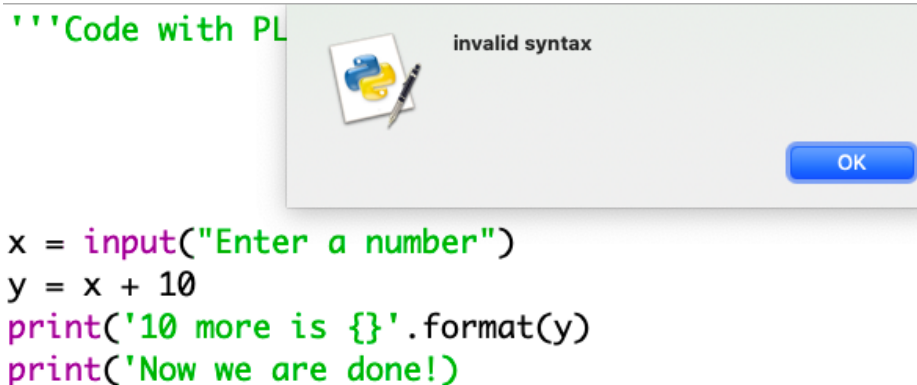 '''Code with PL
invalid syntax
OK
x = input("Enter a number")
y = x + 10
print('10 more is {}'.format(y)
print('Now we are done!)